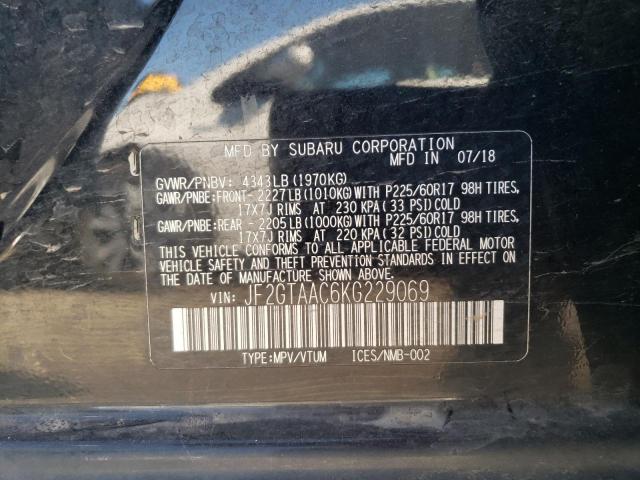 MFD BY SUBARU CORPORATION
MFD IN 07/18
GVWR/PNBV: 4343LB(1970KG)
GAWR/PNBE:FRONT-2227LB(1010KG)WITH P225/60R17 98H TIRES,
17X7J RIMS AT 230 KPA(33 PSI)COLD
GAWR/PNBE:REAR -2205LB(1000KG)WITH P225/60R17 98H TIRES,
17X7J RIMS AT 220 KPA(32 PSI)COLD
THIS VEHICLE CONFORMS TO ALL APPLICABLE FEDERAL MOTOR
VEHICLE SAFETY AND THEFT PREVENTION STANDARDS IN EFFECT ON
THE DATE OF MANUFACTURE SHOWN ABOVE.
VIN: JF2GTAAC6KG229069
TYPE:MPV/VTUM ICES/NMB-002